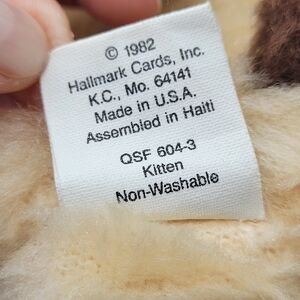 © 1982
Hallmark Cards, Inc.
K.C., Mo. 64141
Made in U.S.A.
Assembled in Haiti
QSF 604-3
Kitten
Non-Washable